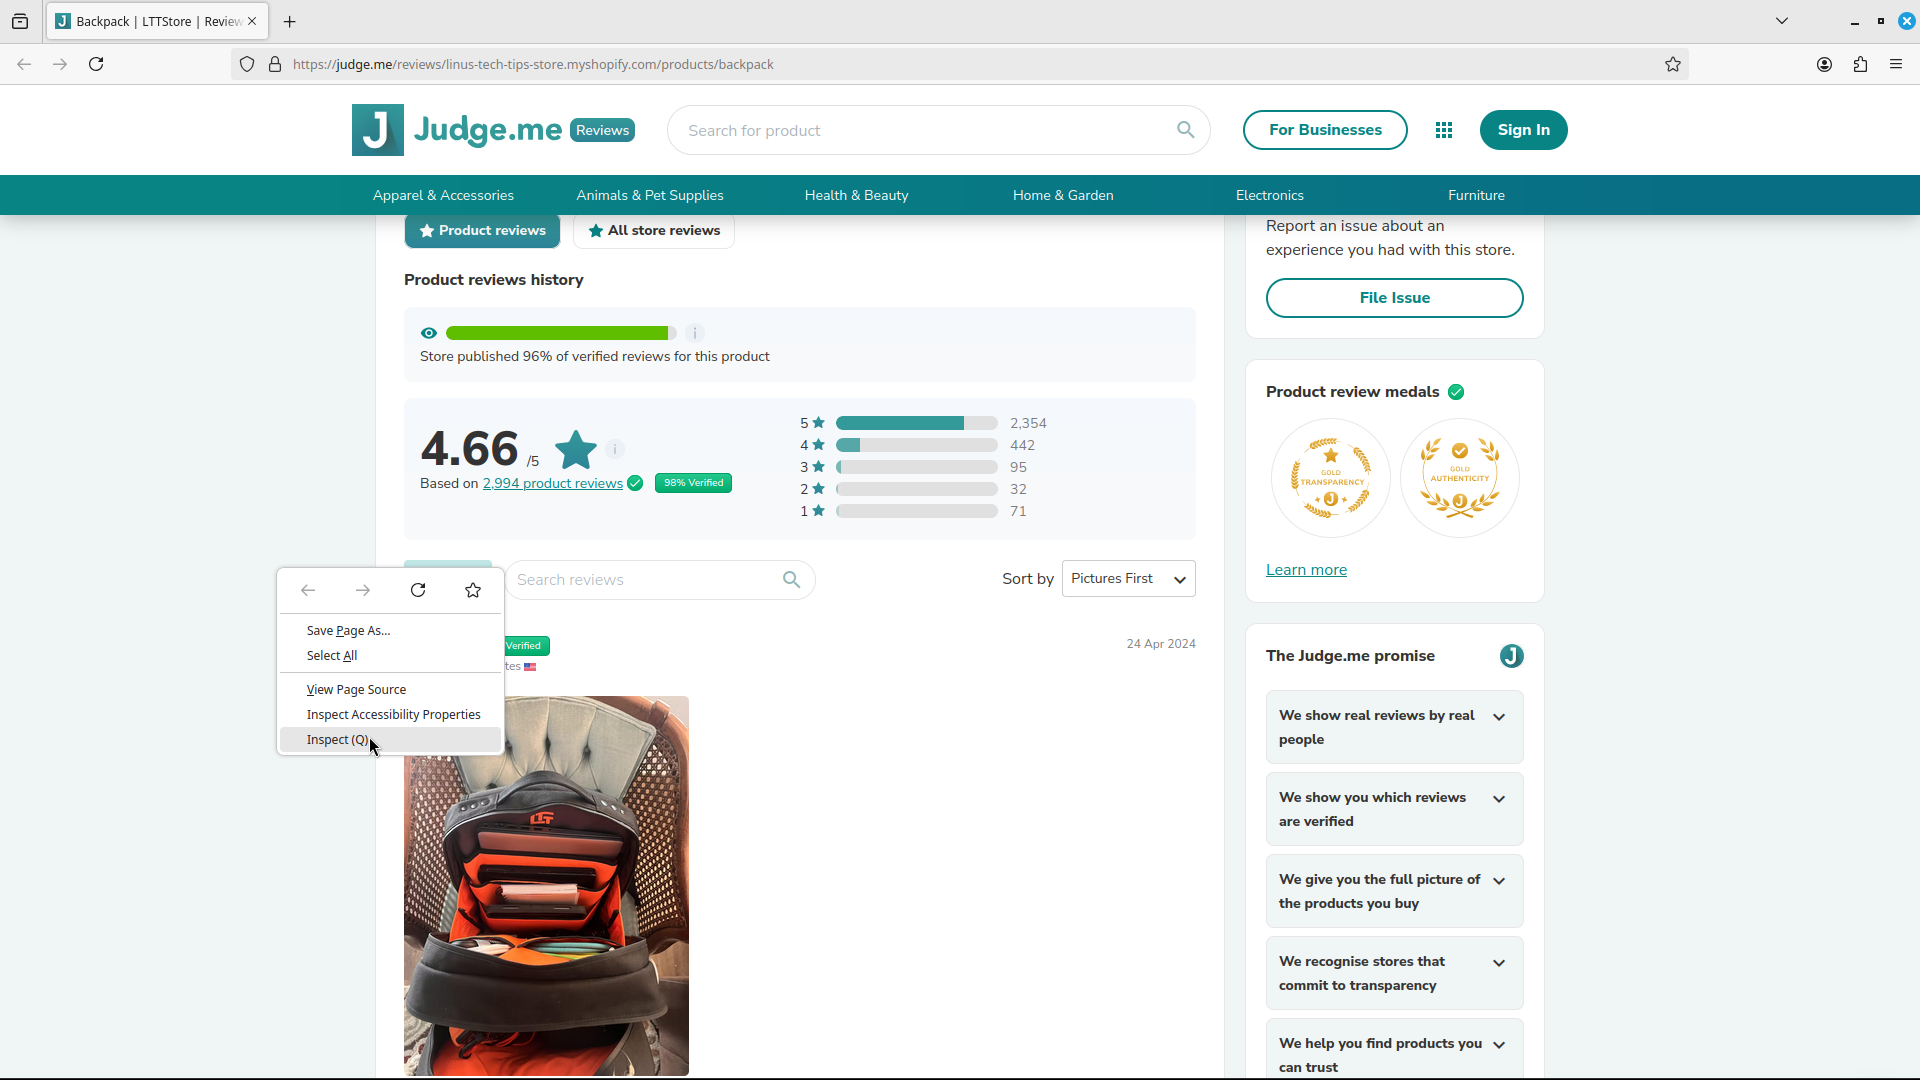 Backpack | LTTStore | Review
https://judge.me/reviews/linus-tech-tips-store.myshopify.com/products/backpack
J Judge.me Reviews
Search for product
For Businesses
Sign In
Apparel & Accessories
Animals & Pet Supplies
Health & Beauty
Home & Garden
Electronics
Furniture
Product reviews
All store reviews
Product reviews history
Store published 96% of verified reviews for this product
4.66 /5
Based on 2,994 product reviews
98% Verified
5 2,354
4 442
3 95
2 32
1 71
Search reviews
Sort by Pictures First
Save Page As...
Select All
View Page Source
Inspect Accessibility Properties
Inspect (Q)
Verified
tes
24 Apr 2024
LTT
Report an issue about an
experience you had with this store.
File Issue
Product review medals
GOLD
TRANSPARENCY
J
GOLD
AUTHENTICITY
J
Learn more
The Judge.me promise
J
We show real reviews by real
people
We show you which reviews
are verified
We give you the full picture of
the products you buy
We recognise stores that
commit to transparency
We help you find products you
can trust